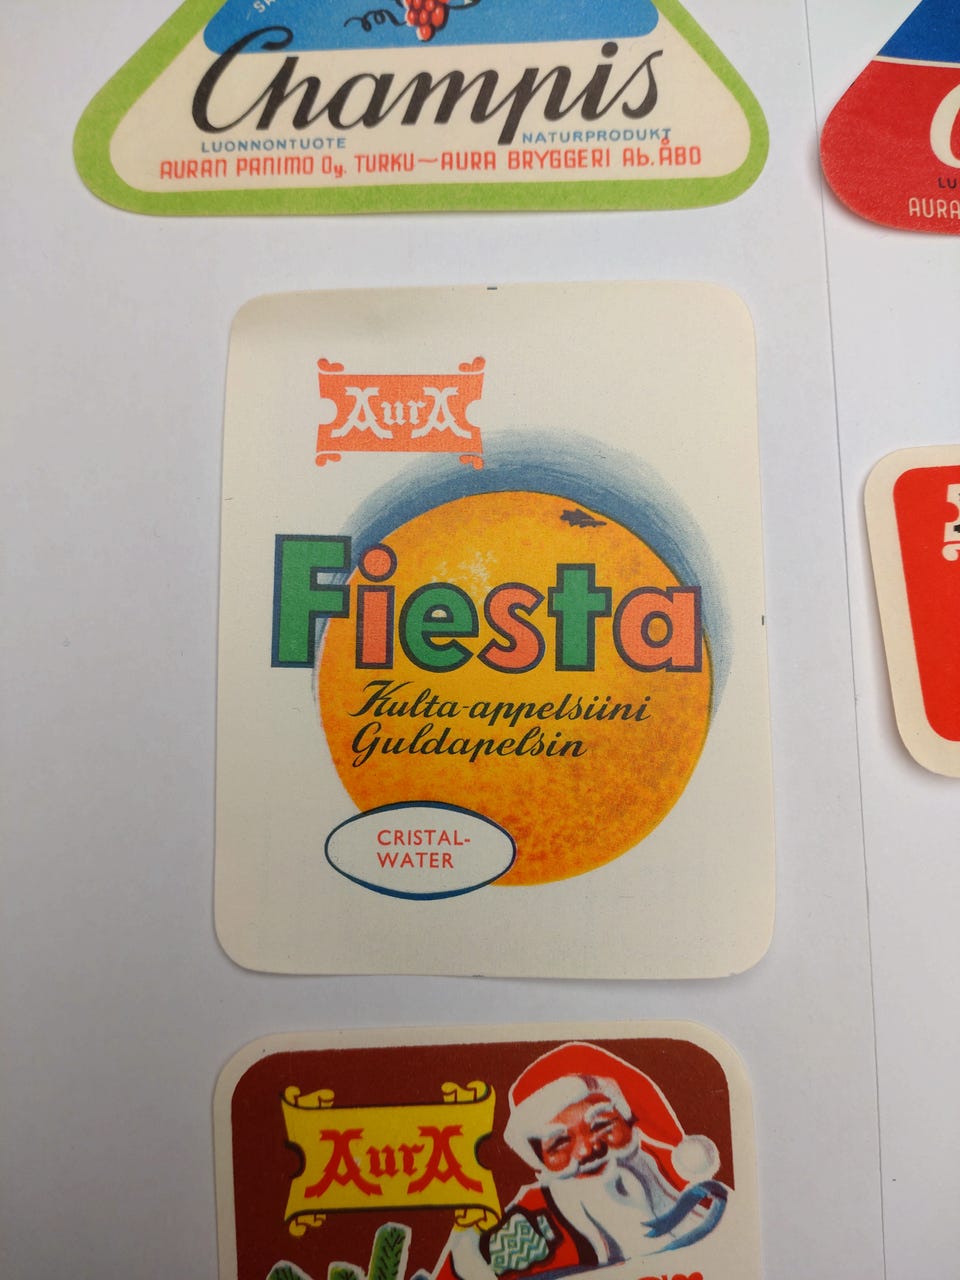 Champis
LUONNONTUOTE NATURPRODUKT
AURAN PANIMO Oy. TURKU—AURA BRYGGERI Ab. ÅBO
AURA
AurA
Fiesta
Kulta-appelsiini
Guldapelsin
CRISTAL-
WATER
AurA